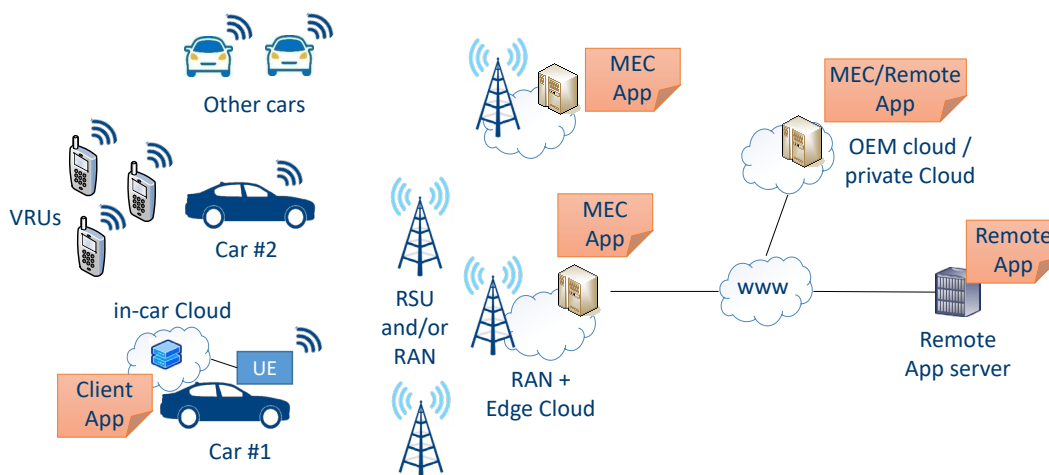 Other cars
MEC
App
MEC/Remote
App
OEM cloud /
private Cloud
VRUs
Car #2
MEC
App
RSU
and/or
RAN
www
Remote
App
Remote
App server
in-car Cloud
UE
Client
App
Car #1
RAN +
Edge Cloud